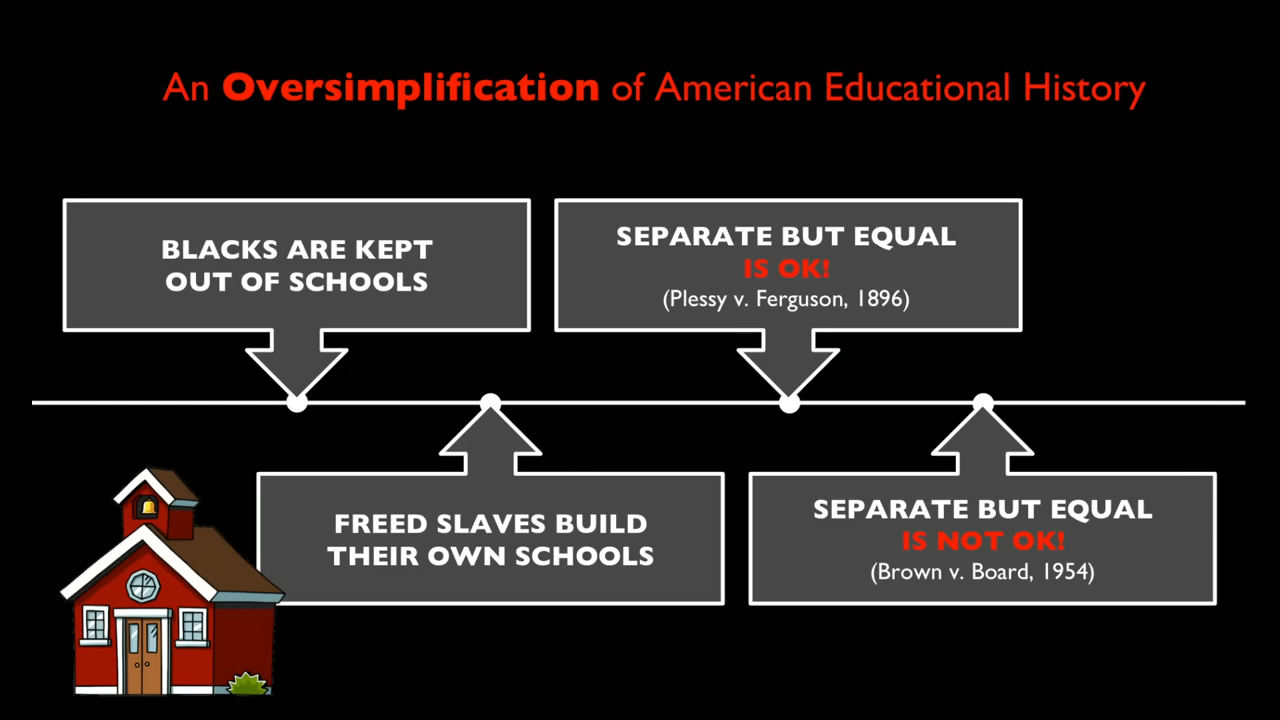 An Oversimplification of American Educational History
BLACKS ARE KEPT
OUT OF SCHOOLS
SEPARATE BUT EQUAL
IS OK!
(Plessy v. Ferguson, 1896)
FREED SLAVES BUILD
THEIR OWN SCHOOLS
SEPARATE BUT EQUAL
IS NOT OK!
(Brown v. Board, 1954)